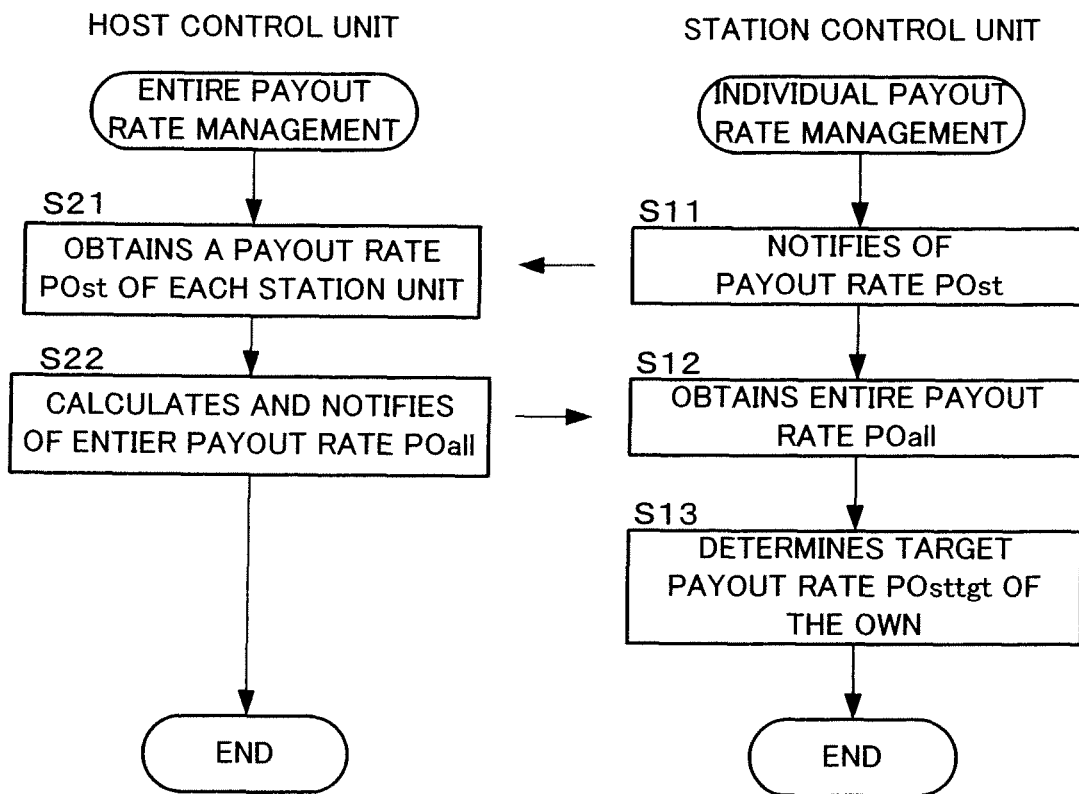 HOST CONTROL UNIT
ENTIRE PAYOUT
RATE MANAGEMENT
S21
OBTAINS A PAYOUT RATE
POst OF EACH STATION UNIT
S22
CALCULATES AND NOTIFIES
OF ENTIER PAYOUT RATE POall
END
STATION CONTROL UNIT
INDIVIDUAL PAYOUT
RATE MANAGEMENT
S11
NOTIFIES OF
PAYOUT RATE POst
S12
OBTAINS ENTIRE PAYOUT
RATE POall
S13
DETERMINES TARGET
PAYOUT RATE POsttgt OF
THE OWN
END